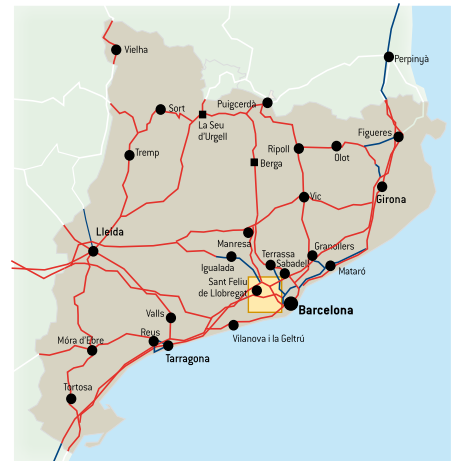 Vielha
Perpinyà
Sort
Puigcerdà
La Seu
d'Urgell
Figueres
Tremp
Ripoll
Olot
Berga
Vic
Girona
Lleida
Manresa
Igualada
Terrassa
Sabadell
Granollers
Mataró
Sant Feliu
de Llobregat
Barcelona
Valls
Reus
Vilanova i la Geltrú
Móra d'Ebre
Tarragona
Tortosa